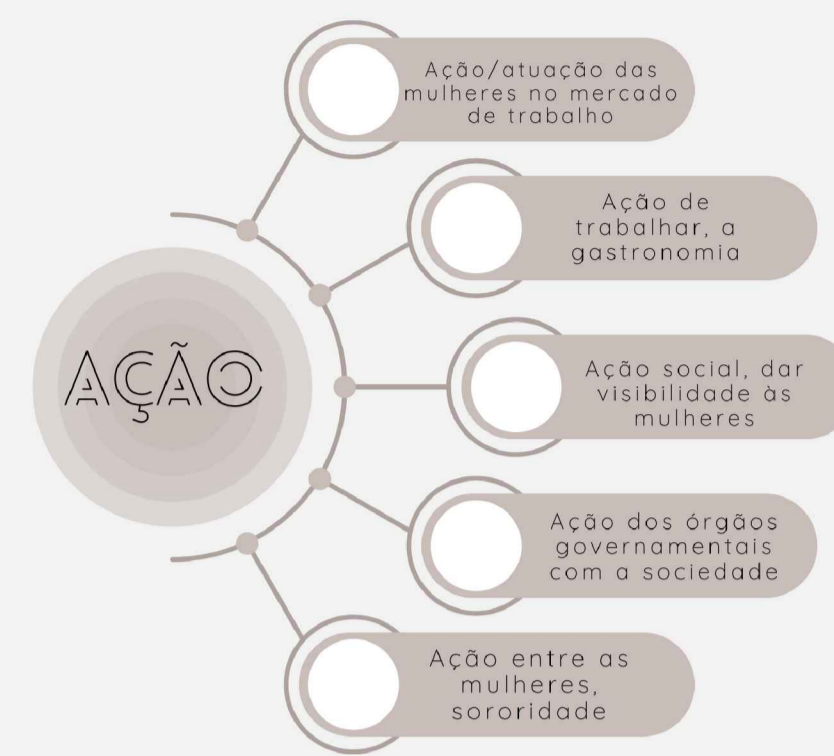 Ação/atuação das
mulheres no mercado
de trabalho
Ação de
trabalhar, a
gastronomia
AÇÃO
Ação social, dar
visibilidade às
mulheres
Ação dos órgãos
governamentais
com a sociedade
Ação entre as
mulheres,
sororidade